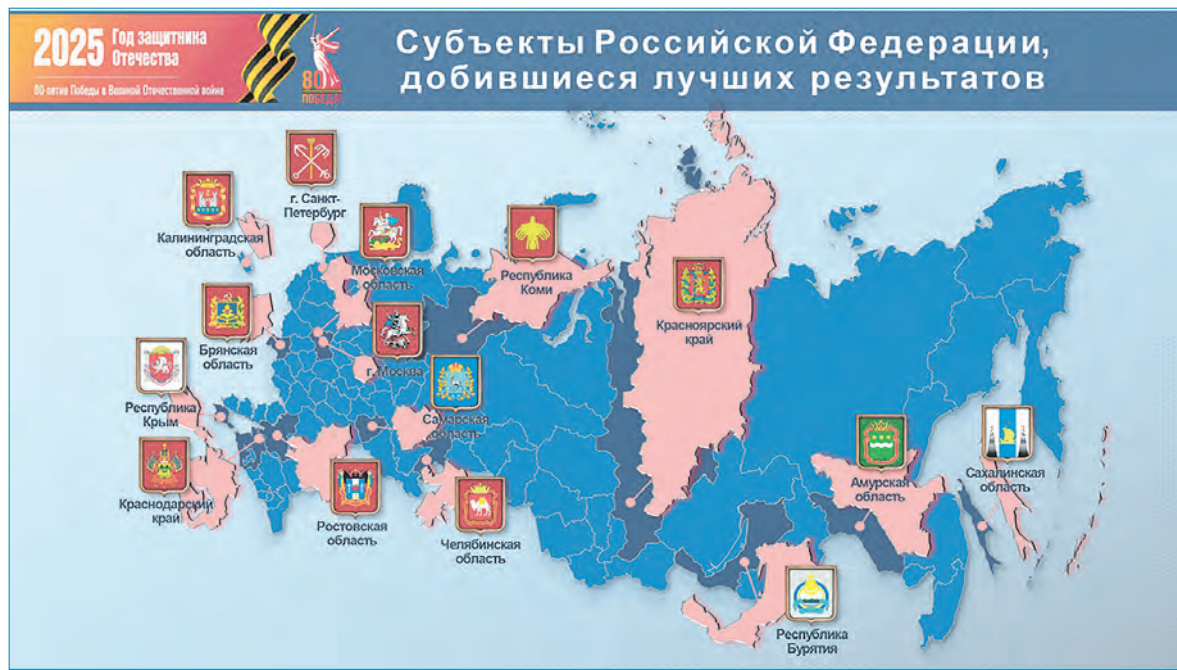 2025 Год защитника
Отечества
80-летие Победы в Великой Отечественной войне
80
ПОБЕДА!
Субъекты Российской Федерации,
добившиеся лучших результатов
г. Санкт-
Петербург
Калининградская
область
Московская
область
Республика
Коми
Красноярский
край
Брянская
область
г. Москва
Республика
Крым
Самарская
область
Краснодарский
край
Ростовская
область
Челябинская
область
Амурская
область
Сахалинская
область
Республика
Бурятия